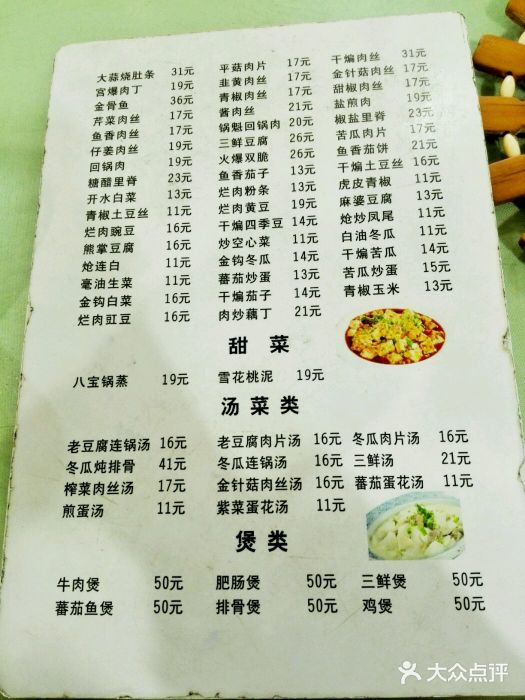 大蒜烧肚条 31元 平菇肉片 17元 干煸肉丝 31元
宫爆肉丁 19元 韭黄肉丝 17元 金针菇肉丝 17元
金骨鱼 36元 青椒肉丝 17元 甜椒肉丝 17元
芹菜肉丝 17元 酱肉丝 21元 盐煎肉 19元
鱼香肉丝 17元 锅魁回锅肉 20元 椒盐里脊 23元
仔姜肉丝 19元 三鲜豆腐 26元 苦瓜肉片 17元
回锅肉 19元 火爆双脆 26元 鱼香茄饼 21元
糖醋里脊 23元 鱼香茄子 13元 干煸土豆丝 16元
开水白菜 13元 烂肉粉条 13元 虎皮青椒 11元
青椒土豆丝 11元 烂肉黄豆 19元 麻婆豆腐 13元
烂肉豌豆 16元 干煸四季豆 14元 炝炒凤尾 11元
熊掌豆腐 16元 炒空心菜 11元 白油冬瓜 11元
炝连白 11元 金钩冬瓜 14元 干煸苦瓜 14元
毫油生菜 11元 蕃茄炒蛋 13元 苦瓜炒蛋 15元
金钩白菜 16元 干煸茄子 14元 青椒玉米 13元
烂肉豇豆 16元 肉炒藕丁 21元
甜菜
八宝锅蒸 19元 雪花桃泥 19元
汤菜类
老豆腐连锅汤 16元 老豆腐肉片汤 16元 冬瓜肉片汤 16元
冬瓜炖排骨 41元 冬瓜连锅汤 16元 三鲜汤 21元
榨菜肉丝汤 17元 金针菇肉丝汤 16元 蕃茄蛋花汤 11元
煎蛋汤 11元 紫菜蛋花汤 11元
煲类
牛肉煲 50元 肥肠煲 50元 三鲜煲 50元
蕃茄鱼煲 50元 排骨煲 50元 鸡煲 50元
大众点评